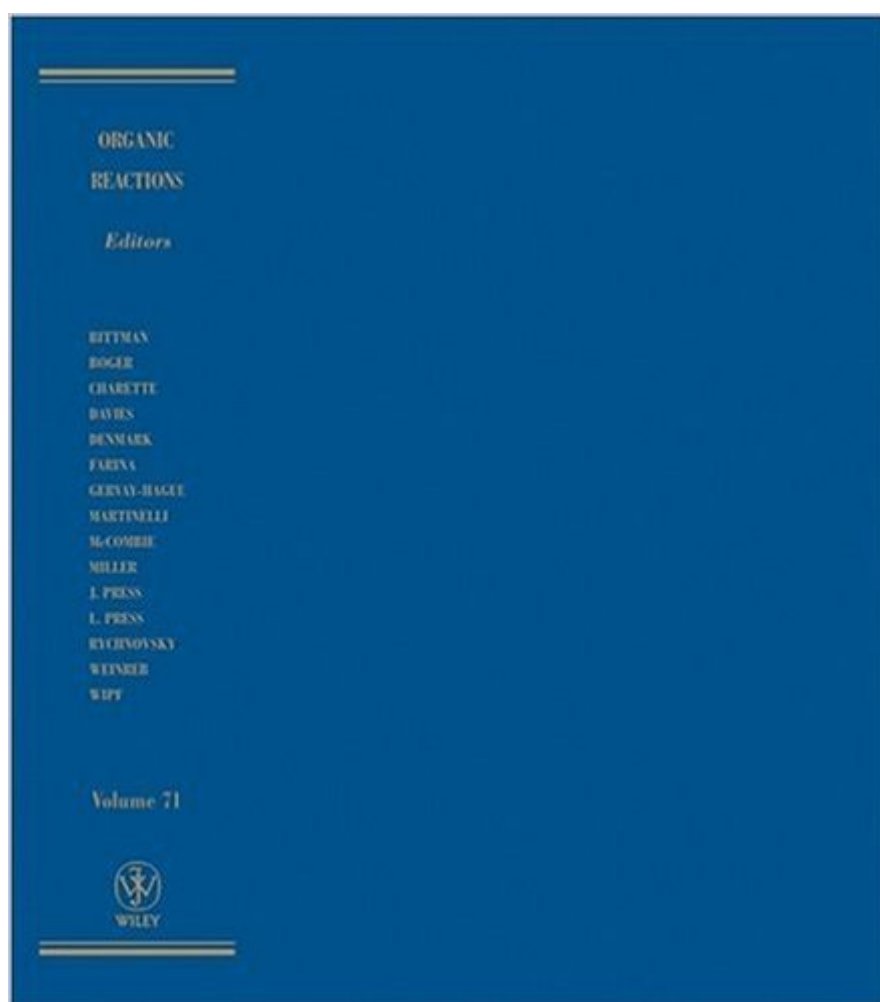 ORGANIC
REACTIONS
Editors
BITTMAN
BOGER
CHARETTE
DAVIES
DENMARK
FARINA
GERVAY-HAGUE
MARTINELLI
McCOMBIE
MILLER
J. PRESS
L. PRESS
RYCHNOVSKY
WEINREB
WIPF
Volume 71
WILEY